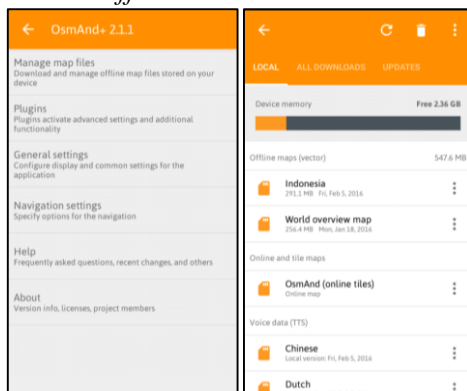 OsmAnd+ 2.1.1
Manage map files
Download and manage offline map files stored on your
device
Plugins
Plugins activate advanced settings and additional
functionality
General settings
Configure display and common settings for the
application
Navigation settings
Specify options for the navigation
Help
Frequently asked questions, recent changes, and others
About
Version info, licenses, project members
LOCAL ALL DOWNLOADS UPDATES
Device memory Free 2.36 GB
Offline maps (vector) 547.6 MB
Indonesia
291.1 MB Fri, Feb 5, 2016
World overview map
256.4 MB Mon, Jan 18, 2016
Online and tile maps
OsmAnd (online tiles)
Online map
Voice data (TTS)
Chinese
Local version: Fri, Feb 5, 2016
Dutch